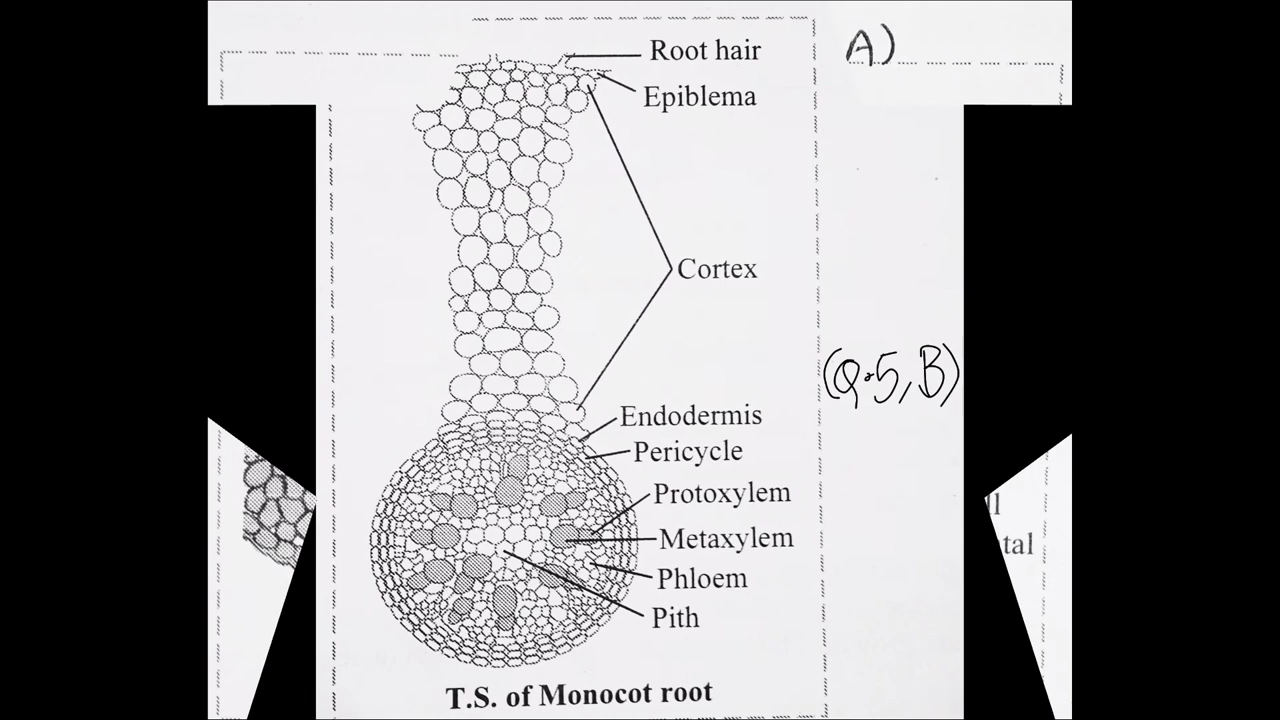 Root hair
A)
Epiblema
Cortex
(Q.5, B)
Endodermis
Pericycle
Protoxylem
Metaxylem
Phloem
Pith
T.S. of Monocot root